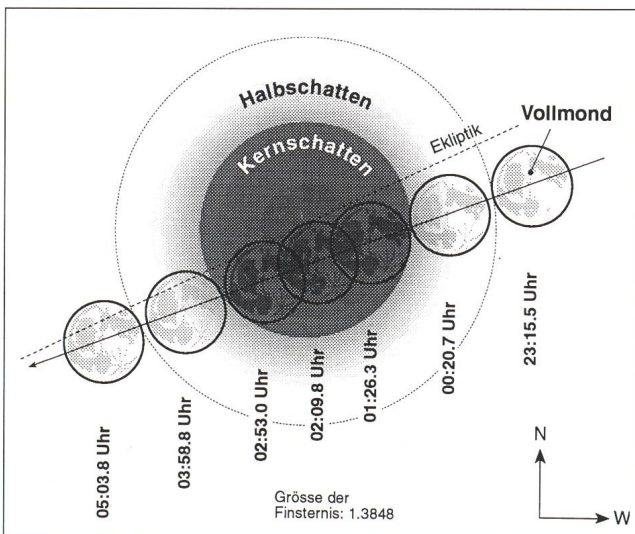 Halbschatten
Kernschatten
Ekliptik
Vollmond
05:03.8 Uhr
03:58.8 Uhr
02:53.0 Uhr
02:09.8 Uhr
01:26.3 Uhr
00:20.7 Uhr
23:15.5 Uhr
Grösse der
Finsternis: 1.3848
N
W